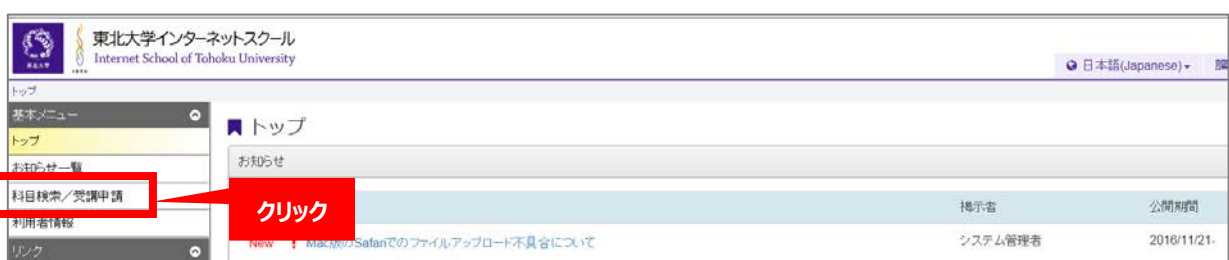 東北大学インターネットスクール
Internet School of Tohoku University
日本語(Japanese)
トップ
基本メニュー
トップ
トップ
お知らせ一覧
お知らせ
科目検索/受講申請
クリック
掲示者
公開期間
利用者情報
New ! Mac版のSafariでのファイルアップロード不具合について
システム管理者
2016/11/21-
リンク